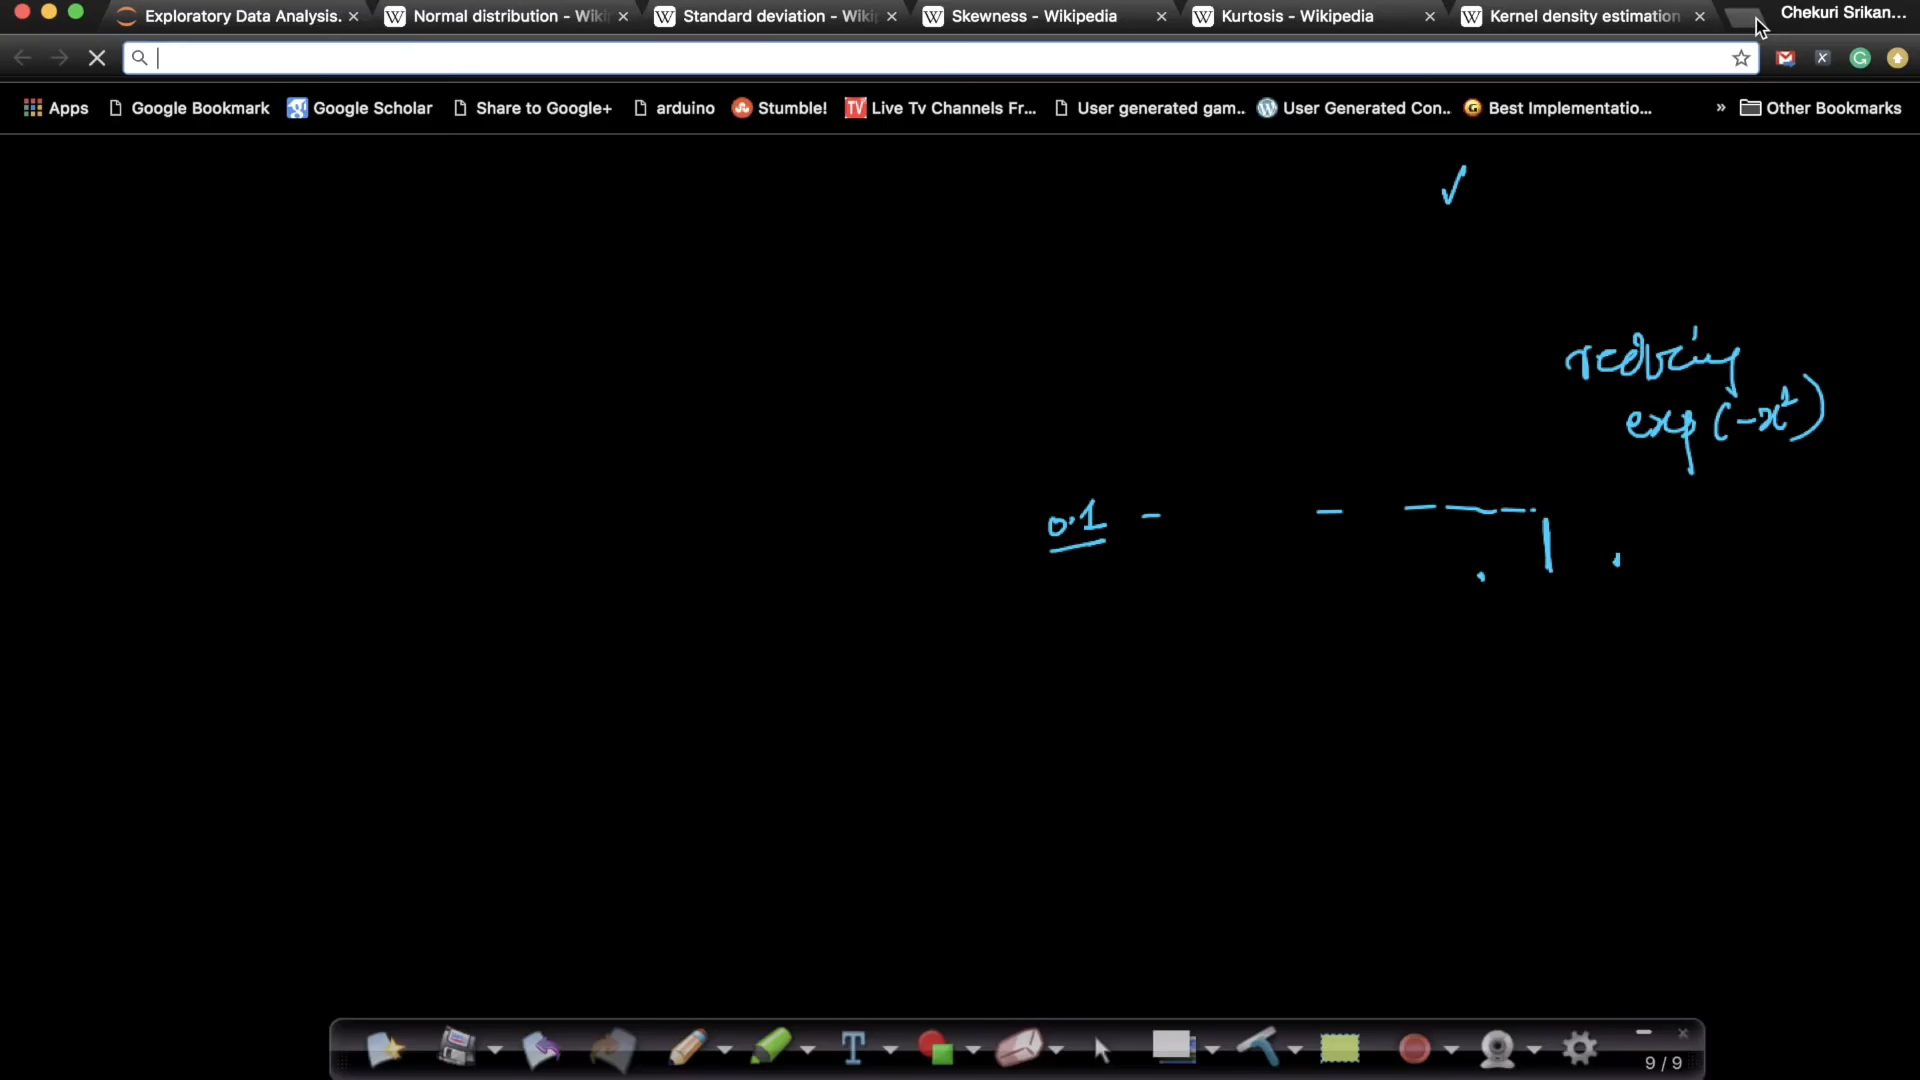 Exploratory Data Analysis. Normal distribution - Wiki Standard deviation - Wiki Skewness - Wikipedia Kurtosis - Wikipedia Kernel density estimation Chekuri Srikan...
Apps Google Bookmark Google Scholar Share to Google+ arduino Stumble! Live Tv Channels Fr... User generated gam.. User Generated Con.. Best Implementatio... » Other Bookmarks
reducing
exp(-x²)
0.1
9 / 9